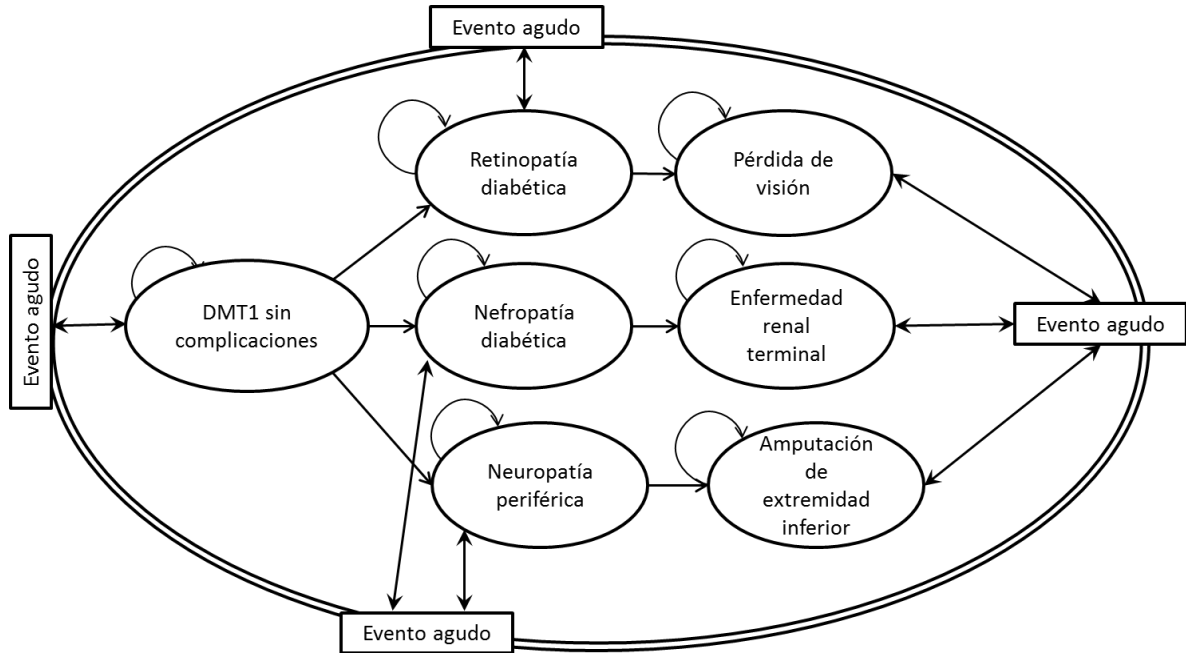 Evento agudo
Retinopatía
diabética
Pérdida de
visión
Evento agudo
DMT1 sin
complicaciones
Nefropatía
diabética
Enfermedad
renal
terminal
Evento agudo
Neuropatía
periférica
Amputación
de
extremidad
inferior
Evento agudo